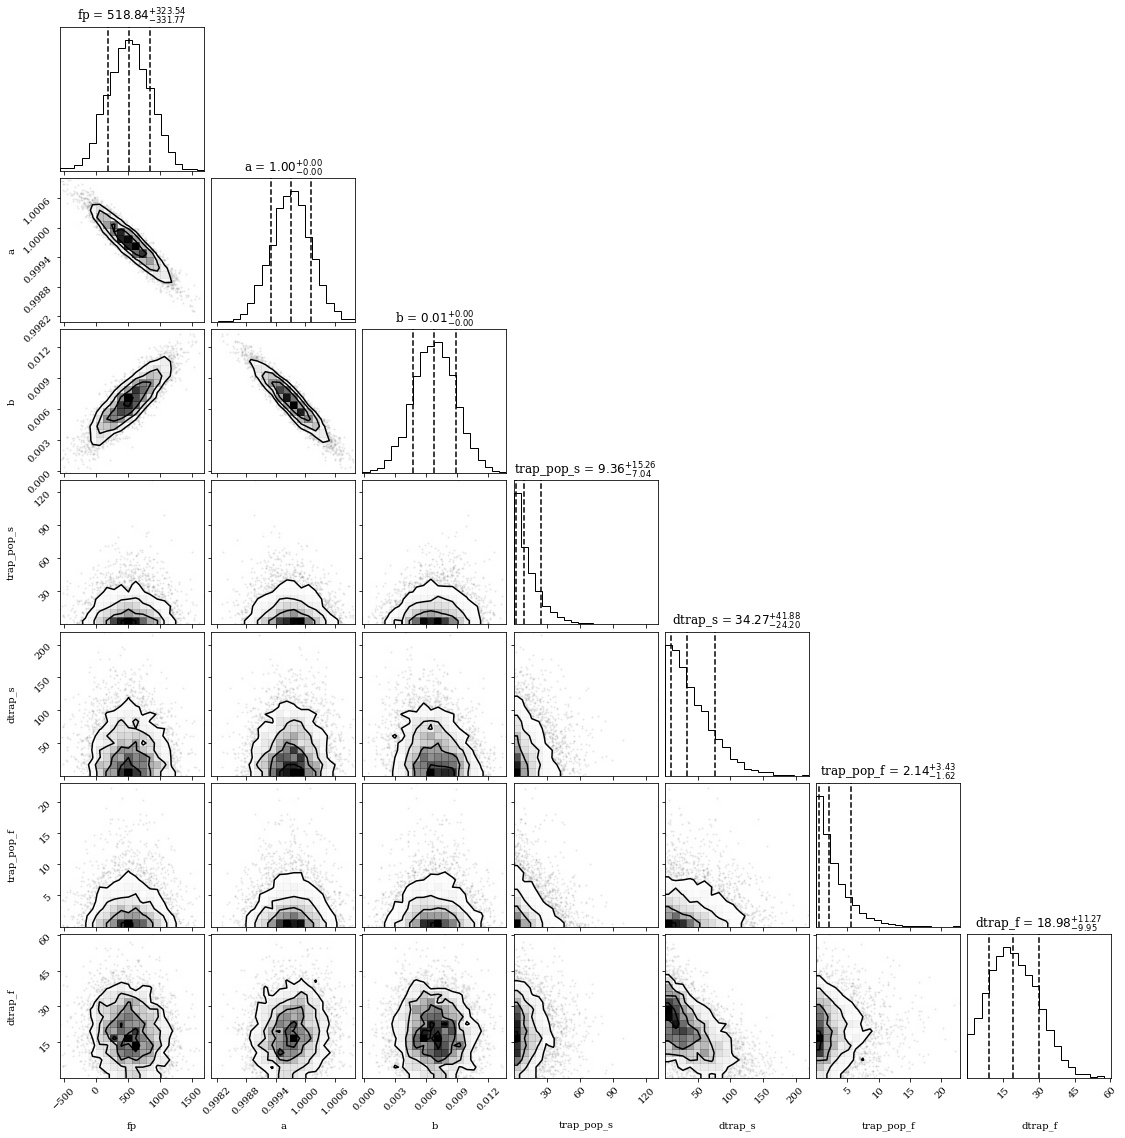 fp = 518.84+323.54 −331.77
a = 1.00+0.00 −0.00
1.0006
1.0000
0.9994
0.9988
0.9982
a
b = 0.01+0.00 −0.00
0.012
0.009
0.006
0.003
0.000
b
trap_pop_s = 9.36+15.26 −7.04
120
90
60
30
trap_pop_s
dtrap_s = 34.27+41.88 −24.20
200
150
100
50
dtrap_s
trap_pop_f = 2.14+3.43 −1.62
20
15
10
5
trap_pop_f
dtrap_f = 18.98+11.27 −9.95
60
45
30
15
dtrap_f
−500 0 500 1000 1500 0.9982 0.9988 0.9994 1.0000 1.0006 0.000 0.003 0.006 0.009 0.012 30 60 90 120 50 100 150 200 5 10 15 20 15 30 45 60
fp a b trap_pop_s dtrap_s trap_pop_f dtrap_f